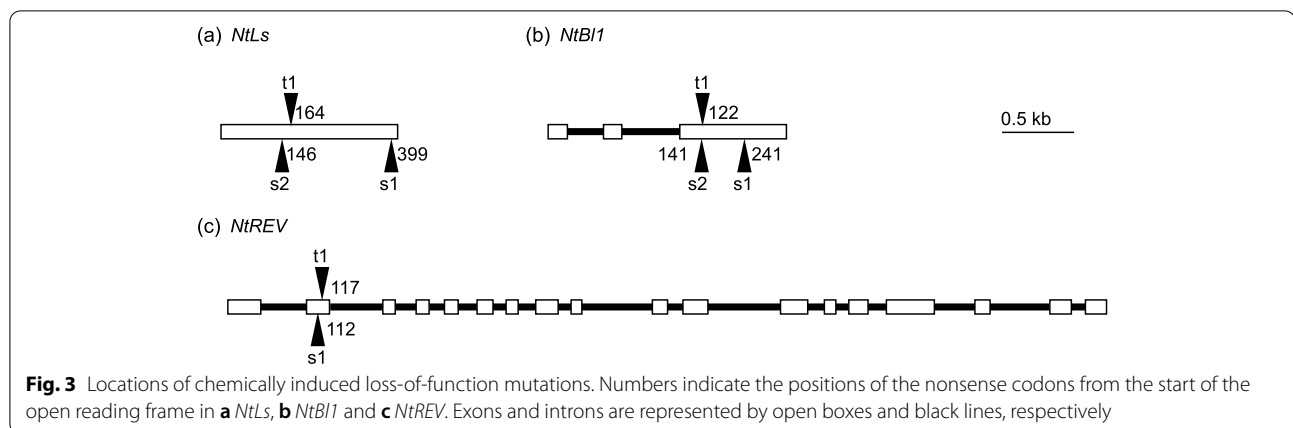 (a) NtLs
(b) NtBl1
t1
164
146
399
s2
s1
t1
122
141
241
s2
s1
0.5 kb
(c) NtREV
t1
117
112
s1
Fig. 3 Locations of chemically induced loss-of-function mutations. Numbers indicate the positions of the nonsense codons from the start of the
open reading frame in a NtLs, b NtBl1 and c NtREV. Exons and introns are represented by open boxes and black lines, respectively